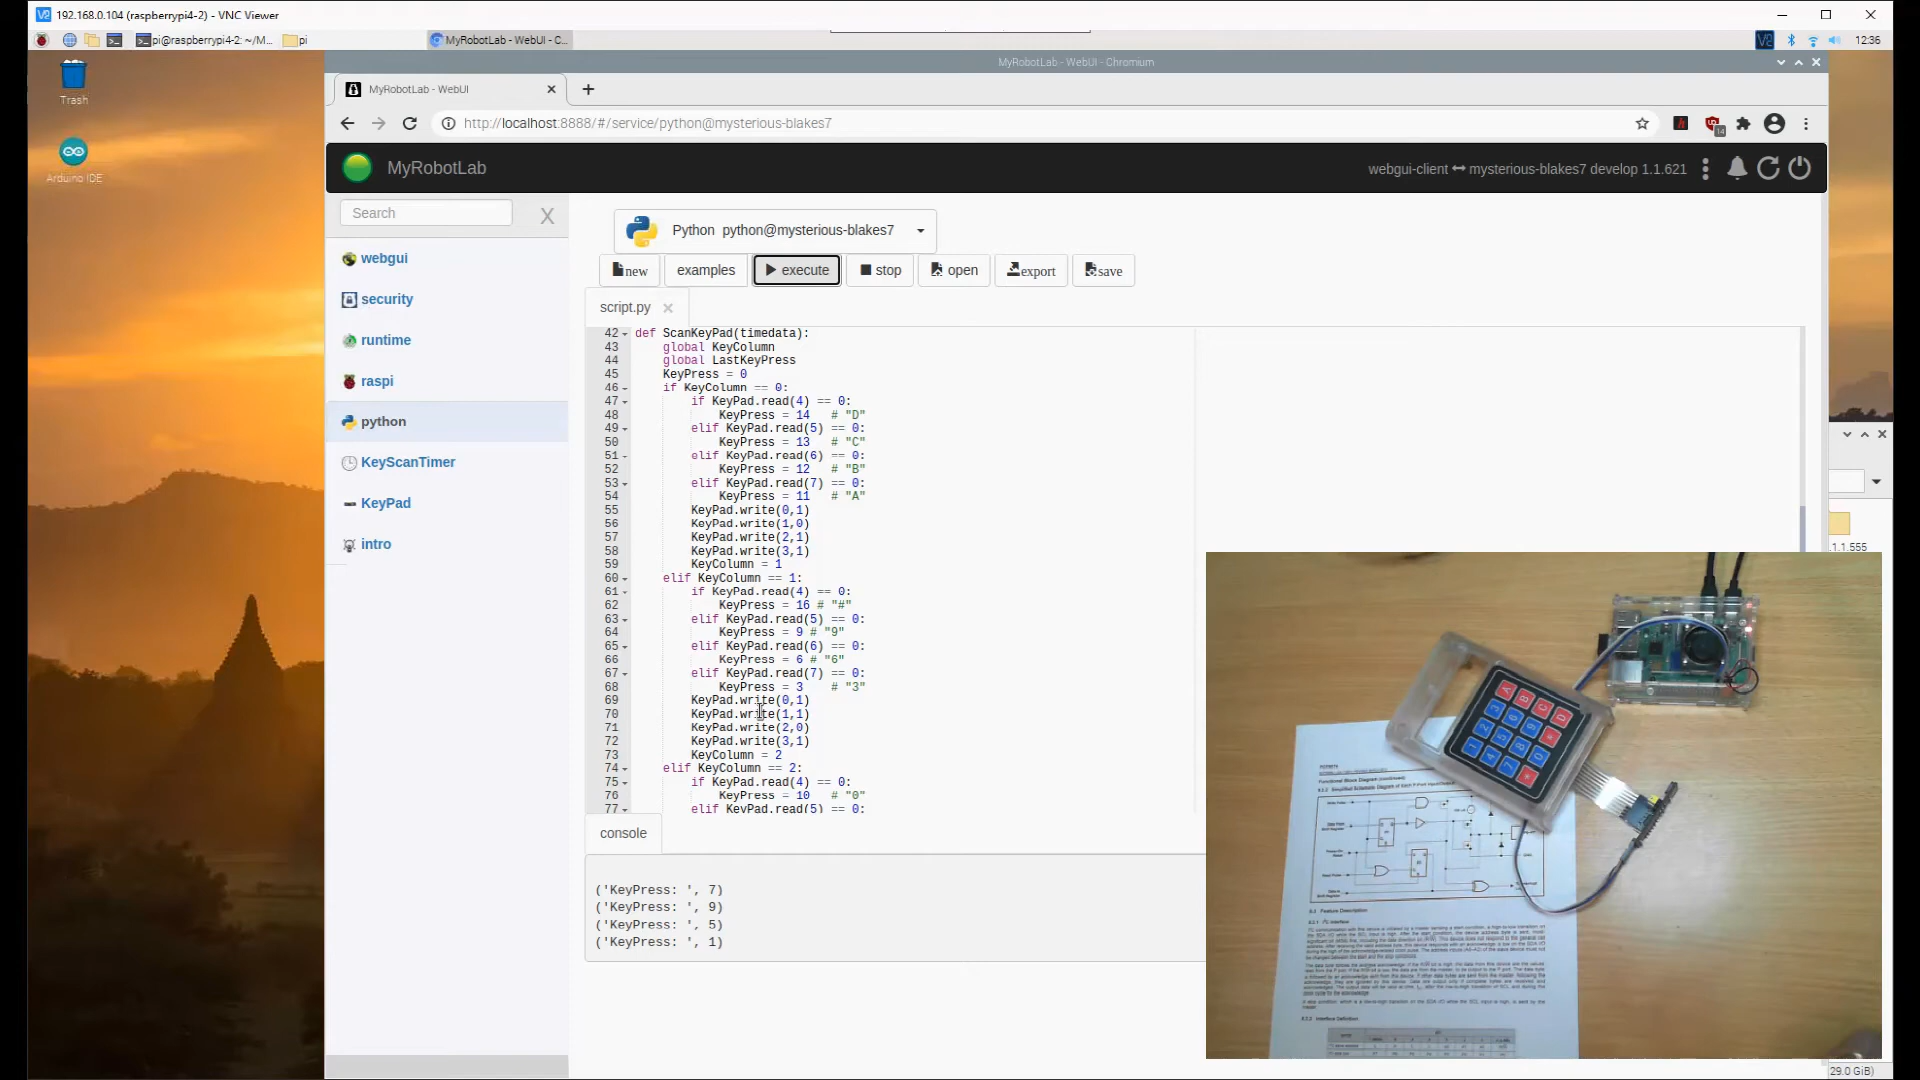 192.168.0.104 (raspberrypi4-2) - VNC Viewer
pi@raspberrypi4-2: ~/M...
pi
MyRobotLab - WebUI - C...
12:36
MyRobotLab - WebUI - Chromium
Trash
Arduino IDE
MyRobotLab - WebUI
http://localhost:8888/#/service/python@mysterious-blakes7
14
MyRobotLab
webgui-client ↔ mysterious-blakes7 develop 1.1.621
Search
X
webgui
security
runtime
raspi
python
KeyScanTimer
KeyPad
intro
Python python@mysterious-blakes7
new
examples
execute
stop
open
export
save
script.py
42 def ScanKeyPad(timedata):
43 global KeyColumn
44 global LastKeyPress
45 KeyPress = 0
46 if KeyColumn == 0:
47 if KeyPad.read(4) == 0:
48 KeyPress = 14 # "D"
49 elif KeyPad.read(5) == 0:
50 KeyPress = 13 # "C"
51 elif KeyPad.read(6) == 0:
52 KeyPress = 12 # "B"
53 elif KeyPad.read(7) == 0:
54 KeyPress = 11 # "A"
55 KeyPad.write(0,1)
56 KeyPad.write(1,0)
57 KeyPad.write(2,1)
58 KeyPad.write(3,1)
59 KeyColumn = 1
60 elif KeyColumn == 1:
61 if KeyPad.read(4) == 0:
62 KeyPress = 16 # "#"
63 elif KeyPad.read(5) == 0:
64 KeyPress = 9 # "9"
65 elif KeyPad.read(6) == 0:
66 KeyPress = 6 # "6"
67 elif KeyPad.read(7) == 0:
68 KeyPress = 3 # "3"
69 KeyPad.write(0,1)
70 KeyPad.write(1,1)
71 KeyPad.write(2,0)
72 KeyPad.write(3,1)
73 KeyColumn = 2
74 elif KeyColumn == 2:
75 if KeyPad.read(4) == 0:
76 KeyPress = 10 # "0"
77 elif KeyPad.read(5) == 0:
console
('KeyPress: ', 7)
('KeyPress: ', 9)
('KeyPress: ', 5)
('KeyPress: ', 1)
.1.1.555
A B C D
3 6 9
2 5 8 0
1 4 7 *
29.0 GiB)